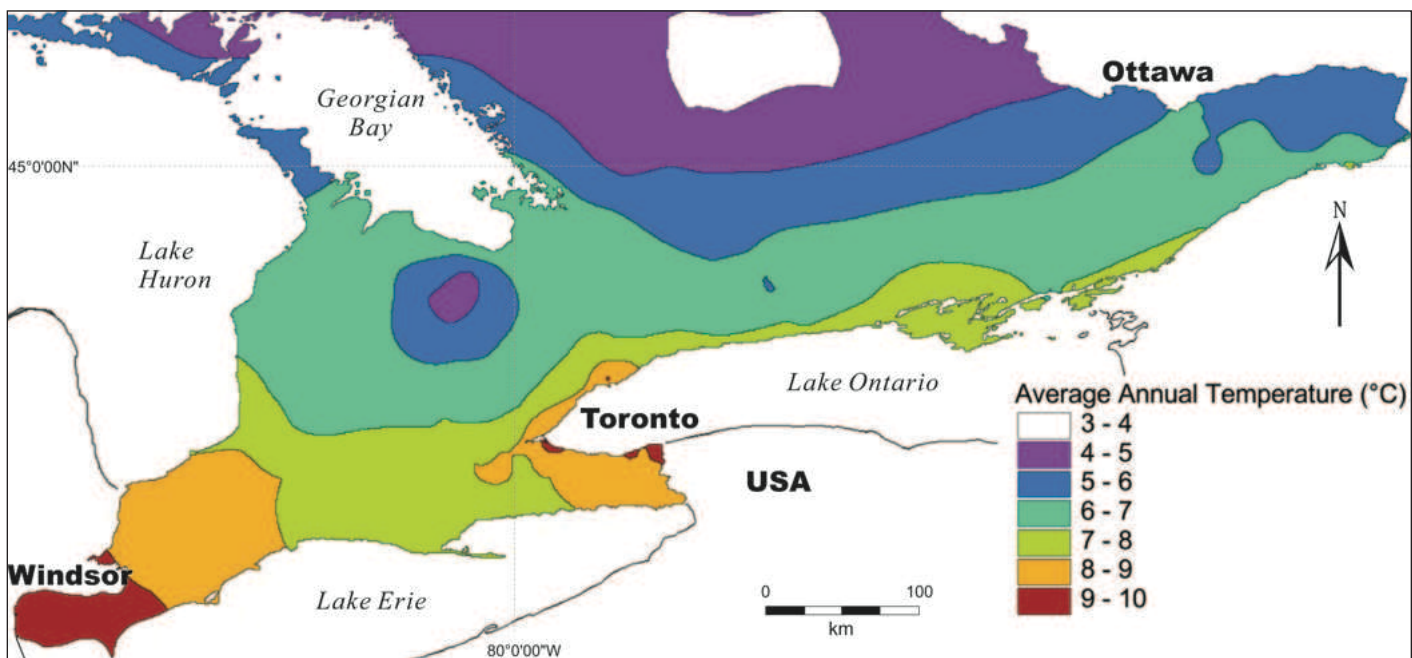 Ottawa
Georgian
Bay
45°0'00"N
N
Lake
Huron
Lake Ontario
Average Annual Temperature (°C)
3 - 4
Toronto
4 - 5
5 - 6
USA
6 - 7
7 - 8
8 - 9
Windsor
0 100
9 - 10
Lake Erie
km
80°0'00"W